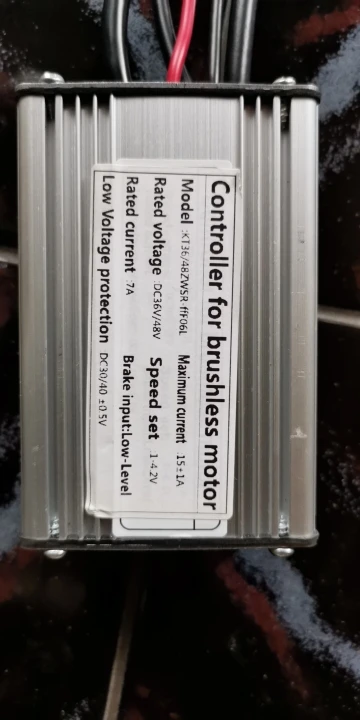 Controller for brushless motor
Model :KT36/48ZWSR-ffF06L Maximum current 15±1A
Rated voltage :DC36V/48V Speed set 1-4.2V
Rated current 7A Brake input:Low-Level
Low Voltage protection DC30/40 ±0.5V